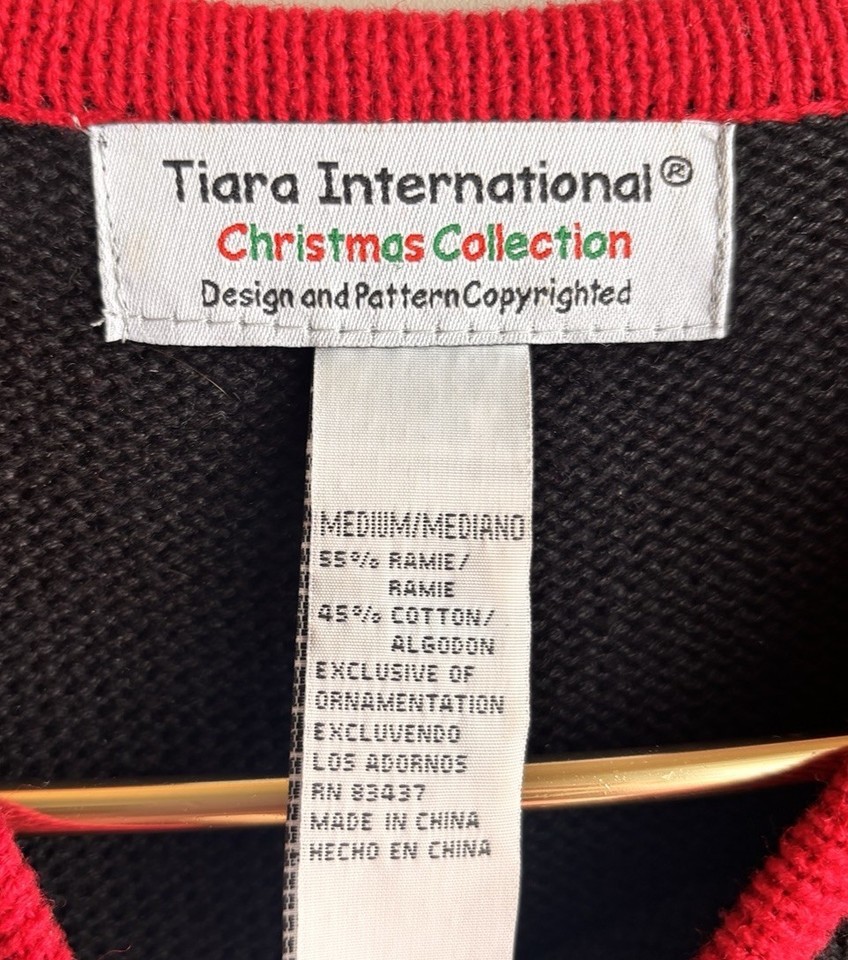 Tiara International®
Christmas Collection
Design and Pattern Copyrighted
MEDIUM/MEDIANO
55% RAMIE/
RAMIE
45% COTTON/
ALGODON
EXCLUSIVE OF
ORNAMENTATION
EXCLUVENDO
LOS ADORNOS
RN 83437
MADE IN CHINA
HECHO EN CHINA